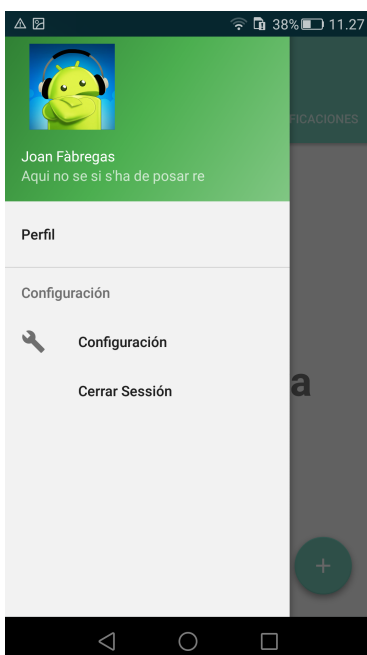 38% 11.27
FICACIONES
Joan Fàbregas
Aqui no se si s'ha de posar re
Perfil
Configuración
Configuración
a
Cerrar Sessión
+